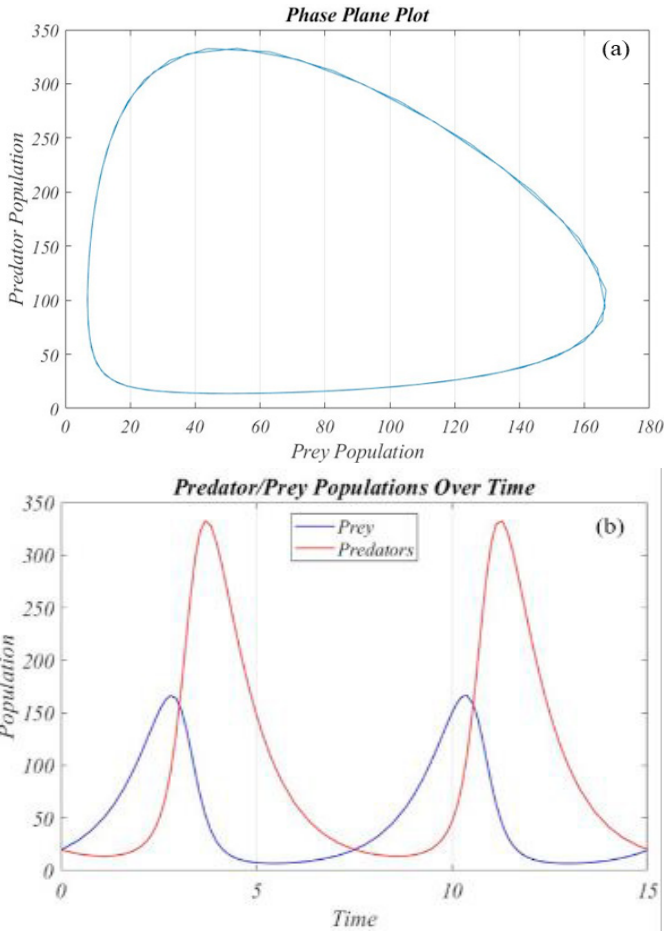 Phase Plane Plot
(a)
350
300
250
200
150
100
50
0
Predator Population
0 20 40 60 80 100 120 140 160 180
Prey Population
Predator/Prey Populations Over Time
(b)
Prey
Predators
350
300
250
200
150
100
50
0
Population
0 5 10 15
Time